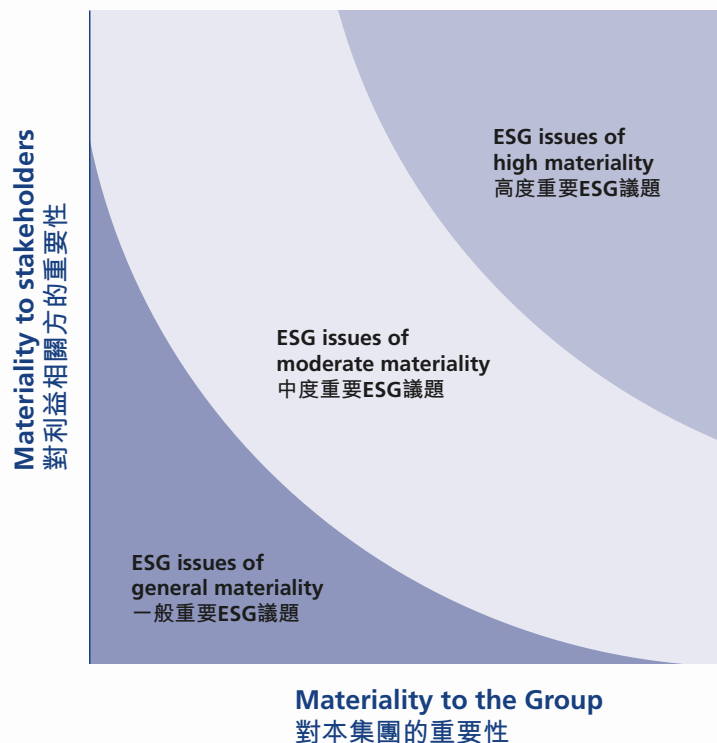 Materiality to stakeholders
對利益相關方的重要性
ESG issues of
high materiality
高度重要ESG議題
ESG issues of
moderate materiality
中度重要ESG議題
ESG issues of
general materiality
一般重要ESG議題
Materiality to the Group
對本集團的重要性